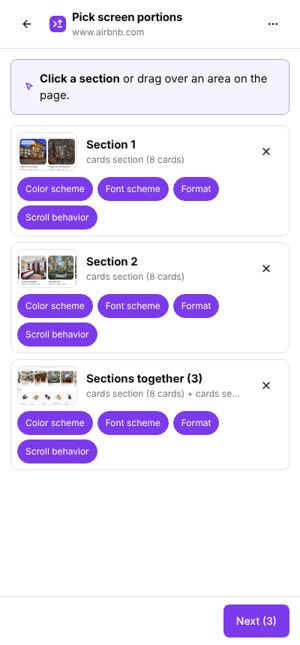 Pick screen portions
www.airbnb.com
Click a section or drag over an area on the
page.
Section 1
cards section (8 cards)
Color scheme
Font scheme
Format
Scroll behavior
Section 2
cards section (8 cards)
Color scheme
Font scheme
Format
Scroll behavior
Sections together (3)
cards section (8 cards) + cards se...
Color scheme
Font scheme
Format
Scroll behavior
Next (3)